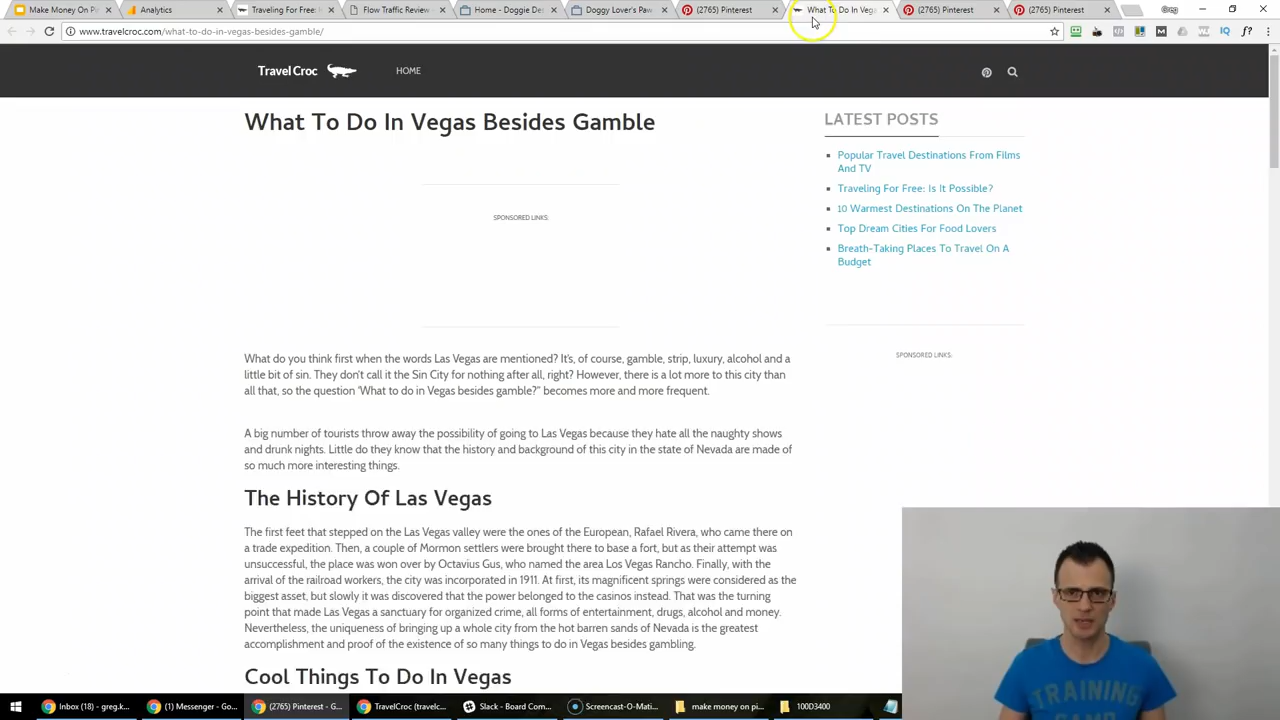 Make Money On Pi
Analytics
Traveling For Free: I
Flow Traffic Review
Home - Doggie De
Doggy Lover's Paw
(2765) Pinterest
What To Do In Vega
(2765) Pinterest
(2765) Pinterest
Greg
www.travelcroc.com/what-to-do-in-vegas-besides-gamble/
Travel Croc
HOME
What To Do In Vegas Besides Gamble
SPONSORED LINKS:
What do you think first when the words Las Vegas are mentioned? It's, of course, gamble, strip, luxury, alcohol and a
little bit of sin. They don't call it the Sin City for nothing after all, right? However, there is a lot more to this city than
all that, so the question "What to do in Vegas besides gamble?" becomes more and more frequent.
A big number of tourists throw away the possibility of going to Las Vegas because they hate all the naughty shows
and drunk nights. Little do they know that the history and background of this city in the state of Nevada are made of
so much more interesting things.
The History Of Las Vegas
The first feet that stepped on the Las Vegas valley were the ones of the European, Rafael Rivera, who came there on
a trade expedition. Then, a couple of Mormon settlers were brought there to base a fort, but as their attempt was
unsuccessful, the place was won over by Octavius Gus, who named the area Los Vegas Rancho. Finally, with the
arrival of the railroad workers, the city was incorporated in 1911. At first, its magnificent springs were considered as the
biggest asset, but slowly it was discovered that the power belonged to the casinos instead. That was the turning
point that made Las Vegas a sanctuary for organized crime, all forms of entertainment, drugs, alcohol and money.
Nevertheless, the uniqueness of bringing up a whole city from the hot barren sands of Nevada is the greatest
accomplishment and proof of the existence of so many things to do in Vegas besides gambling.
Cool Things To Do In Vegas
LATEST POSTS
Popular Travel Destinations From Films
And TV
Traveling For Free: Is It Possible?
10 Warmest Destinations On The Planet
Top Dream Cities For Food Lovers
Breath-Taking Places To Travel On A
Budget
SPONSORED LINKS:
TRAINING
CAMP
Inbox (18) - greg.k...
(1) Messenger - Go...
(2765) Pinterest - G...
TravelCroc (travelc...
Slack - Board Com...
Screencast-O-Mati...
make money on pi...
100D3400